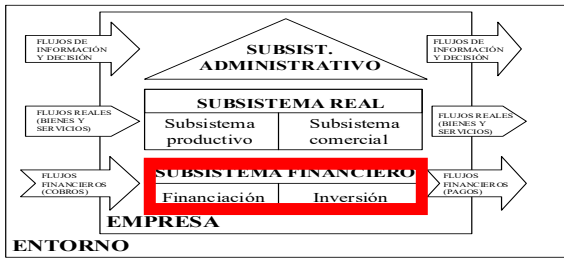 FLUJOS DE
INFORMACIÓN
Y DECISIÓN
SUBSIST.
ADMINISTRATIVO
FLUJOS DE
INFORMACIÓN
Y DECISIÓN
FLUJOS REALES
(BIENES Y
SERVICIOS)
SUBSISTEMA REAL
Subsistema
productivo
Subsistema
comercial
FLUJOS REALES
(BIENES Y
SERVICIOS)
FLUJOS
FINANCIEROS
(COBROS)
SUBSISTEMA FINANCIERO
Financiación
Inversión
FLUJOS
FINANCIEROS
(PAGOS)
EMPRESA
ENTORNO